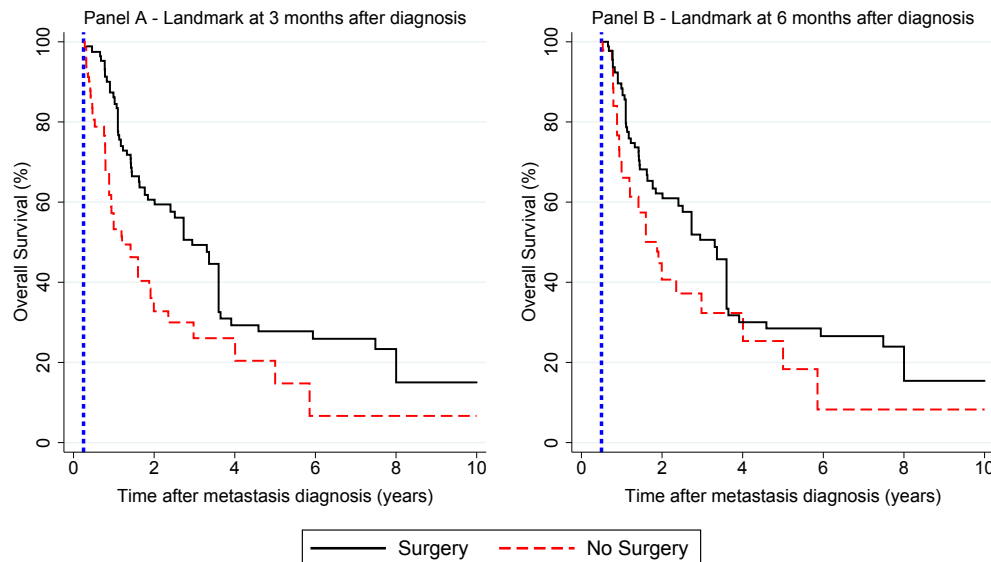 Panel A - Landmark at 3 months after diagnosis
Panel B - Landmark at 6 months after diagnosis
Overall Survival (%)
0
20
40
60
80
100
0 2 4 6 8 10
Time after metastasis diagnosis (years)
Overall Survival (%)
0
20
40
60
80
100
0 2 4 6 8 10
Time after metastasis diagnosis (years)
Surgery No Surgery